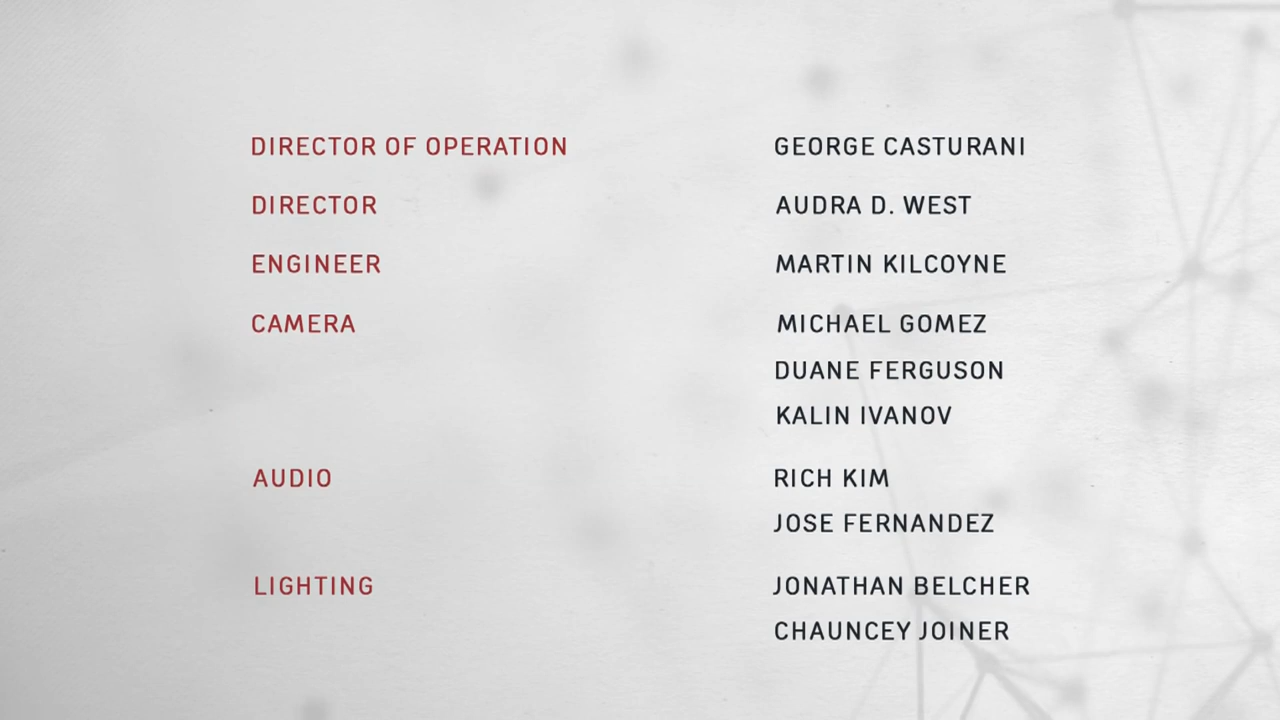 DIRECTOR OF OPERATION GEORGE CASTURANI
DIRECTOR AUDRA D. WEST
ENGINEER MARTIN KILCOYNE
CAMERA MICHAEL GOMEZ
DUANE FERGUSON
KALIN IVANOV
AUDIO RICH KIM
JOSE FERNANDEZ
LIGHTING JONATHAN BELCHER
CHAUNCEY JOINER